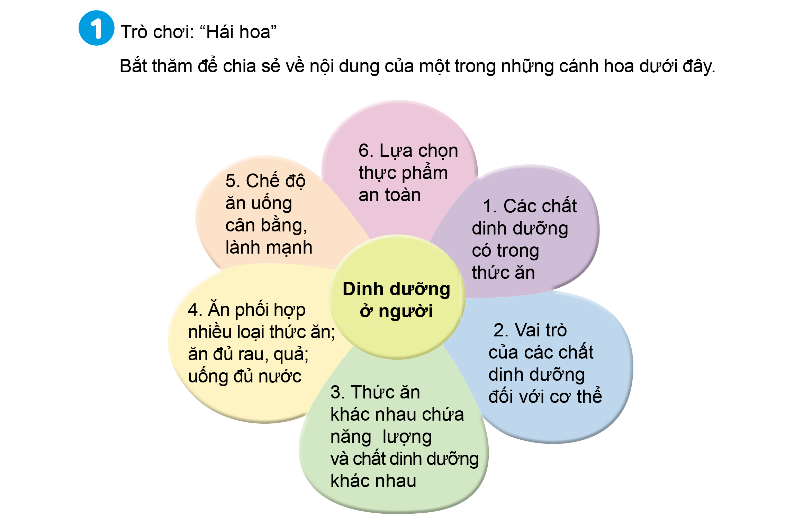 1 Trò chơi: “Hái hoa”
Bắt thăm để chia sẻ về nội dung của một trong những cánh hoa dưới đây.
6. Lựa chọn
thực phẩm
an toàn
5. Chế độ
ăn uống
cân bằng,
lành mạnh
1. Các chất
dinh dưỡng
có trong
thức ăn
Dinh dưỡng
ở người
4. Ăn phối hợp
nhiều loại thức ăn;
ăn đủ rau, quả;
uống đủ nước
2. Vai trò
của các chất
dinh dưỡng
đối với cơ thể
3. Thức ăn
khác nhau chứa
năng lượng
và chất dinh dưỡng
khác nhau